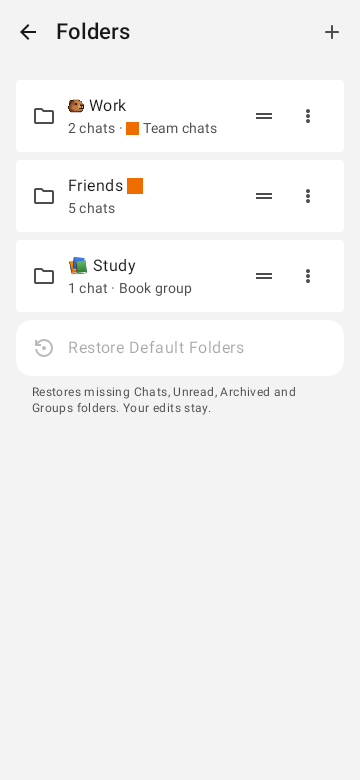 Folders
Work
2 chats · 🟧 Team chats
Friends 🟧
5 chats
Study
1 chat · Book group
Restore Default Folders
Restores missing Chats, Unread, Archived and
Groups folders. Your edits stay.